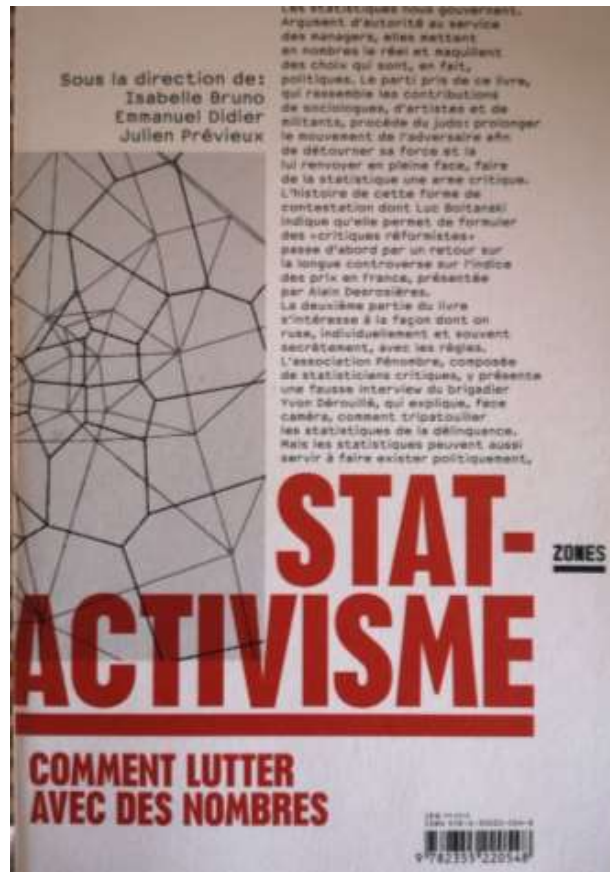 Les statistiques nous gouvernent.
Argument d'autorité au service
des managers, elles mettent
en nombres le réel et maquillent
des choix qui sont, en fait,
politiques. Le parti pris de ce livre,
qui rassemble les contributions
de sociologues, d'artistes et de
militants, procède du judo: prolonger
le mouvement de l'adversaire afin
de détourner sa force et la
lui renvoyer en pleine face, faire
de la statistique une arme critique.
L'histoire de cette forme de
contestation dont Luc Boltanski
indique qu'elle permet de formuler
des «critiques réformistes»
passe d'abord par un retour sur
la longue controverse sur l'indice
des prix en France, présentée
par Alain Desrosières.
La deuxième partie du livre
s'intéresse à la façon dont on
ruse, individuellement et souvent
secrètement, avec les règles.
L'association Pénombre, composée
de statisticiens critiques, y présente
une fausse interview du brigadier
Yvon Dérouillé, qui explique, face
caméra, comment tripatouiller
les statistiques de la délinquance.
Mais les statistiques peuvent aussi
servir à faire exister politiquement,
Sous la direction de:
Isabelle Bruno
Emmanuel Didier
Julien Prévieux
STAT-
ACTIVISME
ZONES
COMMENT LUTTER
AVEC DES NOMBRES
9 782355 220548